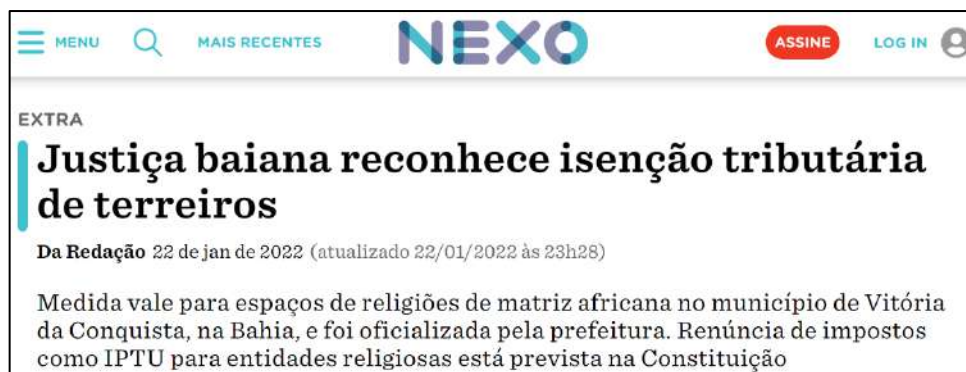 MENU MAIS RECENTES NEXO ASSINE LOG IN
EXTRA
Justiça baiana reconhece isenção tributária
de terreiros
Da Redação 22 de jan de 2022 (atualizado 22/01/2022 às 23h28)
Medida vale para espaços de religiões de matriz africana no município de Vitória
da Conquista, na Bahia, e foi oficializada pela prefeitura. Renúncia de impostos
como IPTU para entidades religiosas está prevista na Constituição